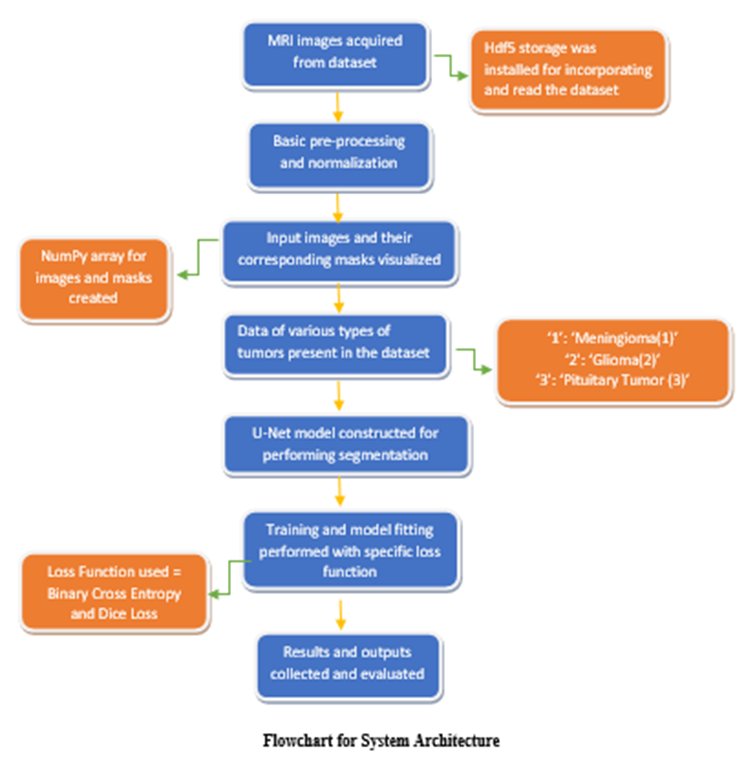 MRI images acquired
from dataset
Hdf5 storage was
installed for incorporating
and read the dataset
Basic pre-processing
and normalization
Input images and their
corresponding masks visualized
NumPy array for
images and masks
created
Data of various types of
tumors present in the dataset
‘1’: ‘Meningioma(1)’
‘2’: ‘Glioma(2)’
‘3’: ‘Pituitary Tumor (3)’
U-Net model constructed for
performing segmentation
Training and model fitting
performed with specific loss
function
Loss Function used =
Binary Cross Entropy
and Dice Loss
Results and outputs
collected and evaluated
Flowchart for System Architecture